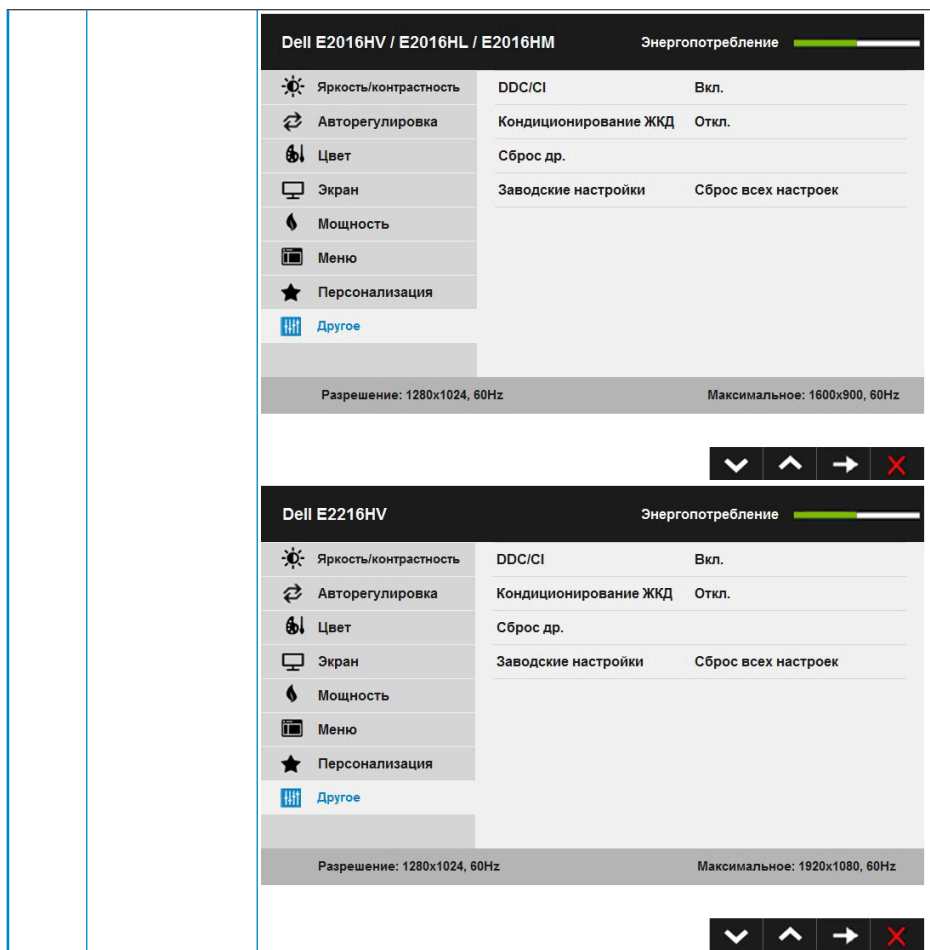 Dell E2016HV / E2016HL / E2016HM Энергопотребление
Яркость/контрастность DDC/CI Вкл.
Авторегулировка Кондиционирование ЖКД Откл.
Цвет Сброс др.
Экран Заводские настройки Сброс всех настроек
Мощность
Меню
Персонализация
Другое
Разрешение: 1280x1024, 60Hz Максимальное: 1600x900, 60Hz
Dell E2216HV Энергопотребление
Яркость/контрастность DDC/CI Вкл.
Авторегулировка Кондиционирование ЖКД Откл.
Цвет Сброс др.
Экран Заводские настройки Сброс всех настроек
Мощность
Меню
Персонализация
Другое
Разрешение: 1280x1024, 60Hz Максимальное: 1920x1080, 60Hz